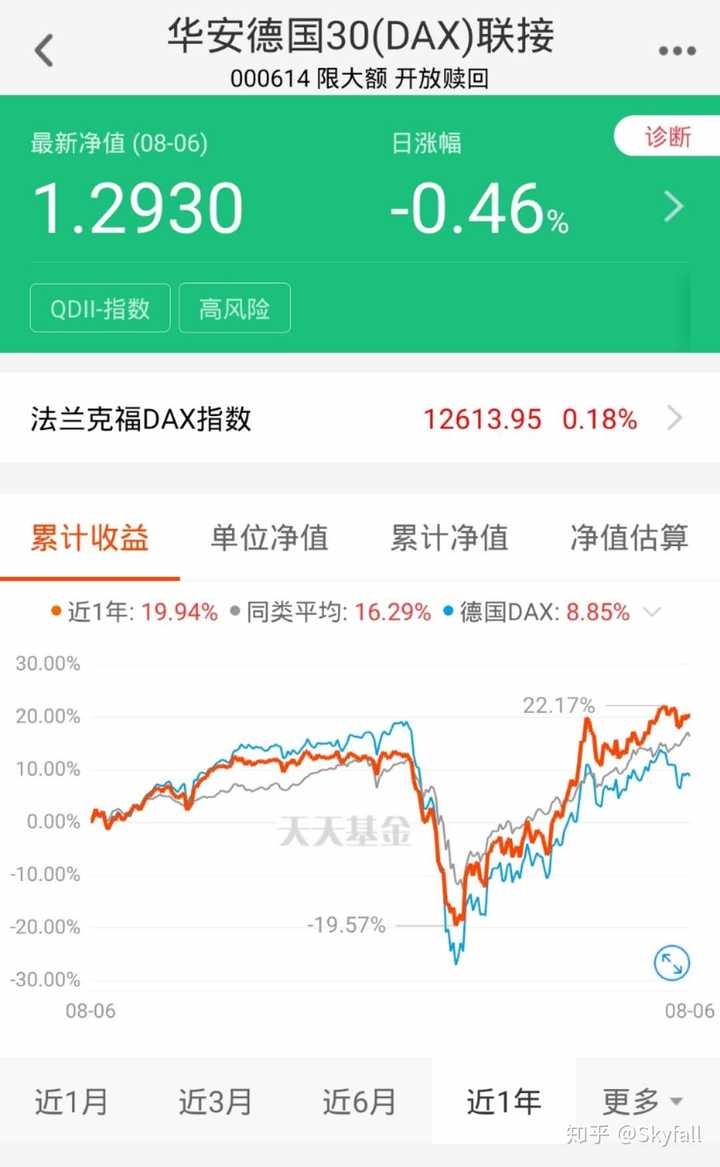 华安德国30(DAX)联接
000614 限大额 开放赎回
最新净值 (08-06) 日涨幅 诊断
1.2930 -0.46%
QDII-指数 高风险
法兰克福DAX指数 12613.95 0.18%
累计收益 单位净值 累计净值 净值估算
近1年: 19.94% 同类平均: 16.29% 德国DAX: 8.85%
30.00%
22.17%
20.00%
10.00%
0.00%
天天基金
-10.00%
-19.57%
-20.00%
-30.00%
08-06 08-06
近1月 近3月 近6月 近1年 更多
知乎 @Skyfall